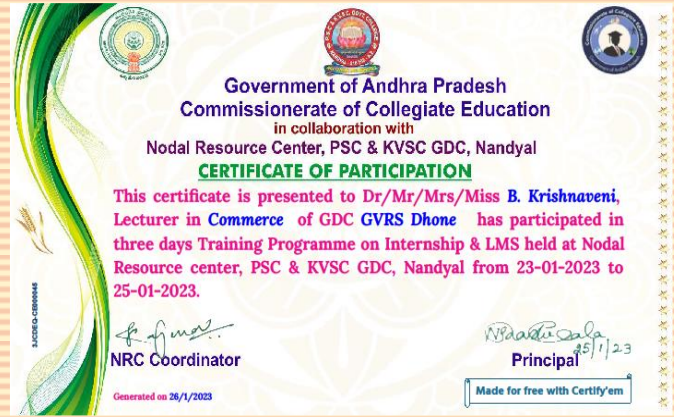 Government of Andhra Pradesh
Commissionerate of Collegiate Education
in collaboration with
Nodal Resource Center, PSC & KVSC GDC, Nandyal
CERTIFICATE OF PARTICIPATION
This certificate is presented to Dr/Mr/Mrs/Miss B. Krishnaveni,
Lecturer in Commerce of GDC GVRS Dhone has participated in
three days Training Programme on Internship & LMS held at Nodal
Resource center, PSC & KVSC GDC, Nandyal from 23-01-2023 to
25-01-2023.
25/1/23
NRC Coordinator
Principal
Generated on 26/1/2023
Made for free with Certify'em